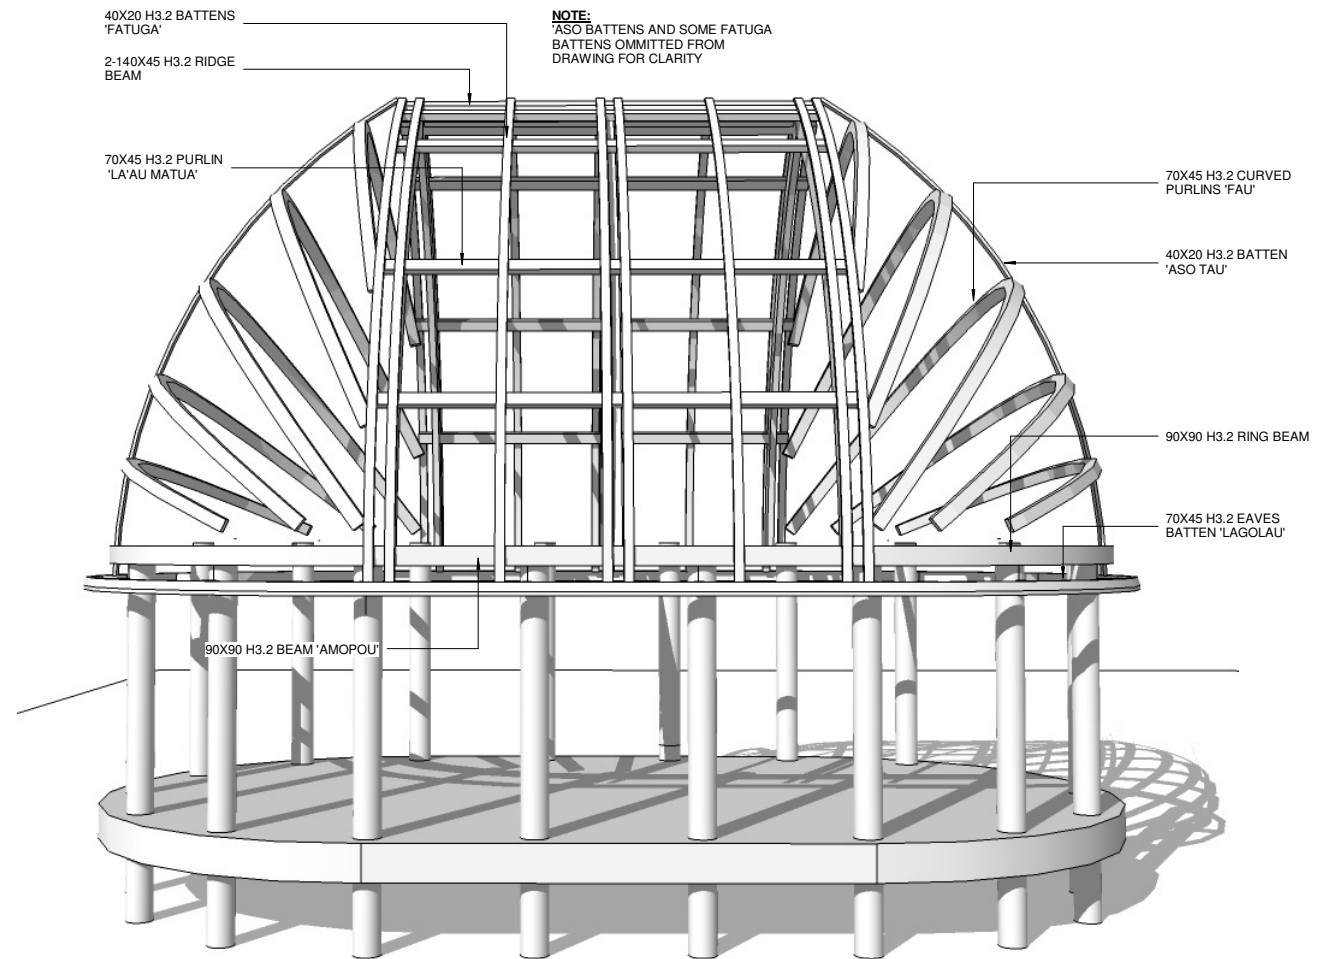 40X20 H3.2 BATTENS
'FATUGA'
NOTE:
'ASO BATTENS AND SOME FATUGA
BATTENS OMMITTED FROM
DRAWING FOR CLARITY
2-140X45 H3.2 RIDGE
BEAM
70X45 H3.2 PURLIN
'LA'AU MATUA'
70X45 H3.2 CURVED
PURLINS 'FAU'
40X20 H3.2 BATTEN
'ASO TAU'
90X90 H3.2 RING BEAM
70X45 H3.2 EAVES
BATTEN 'LAGOLAU'
90X90 H3.2 BEAM 'AMOPOU'